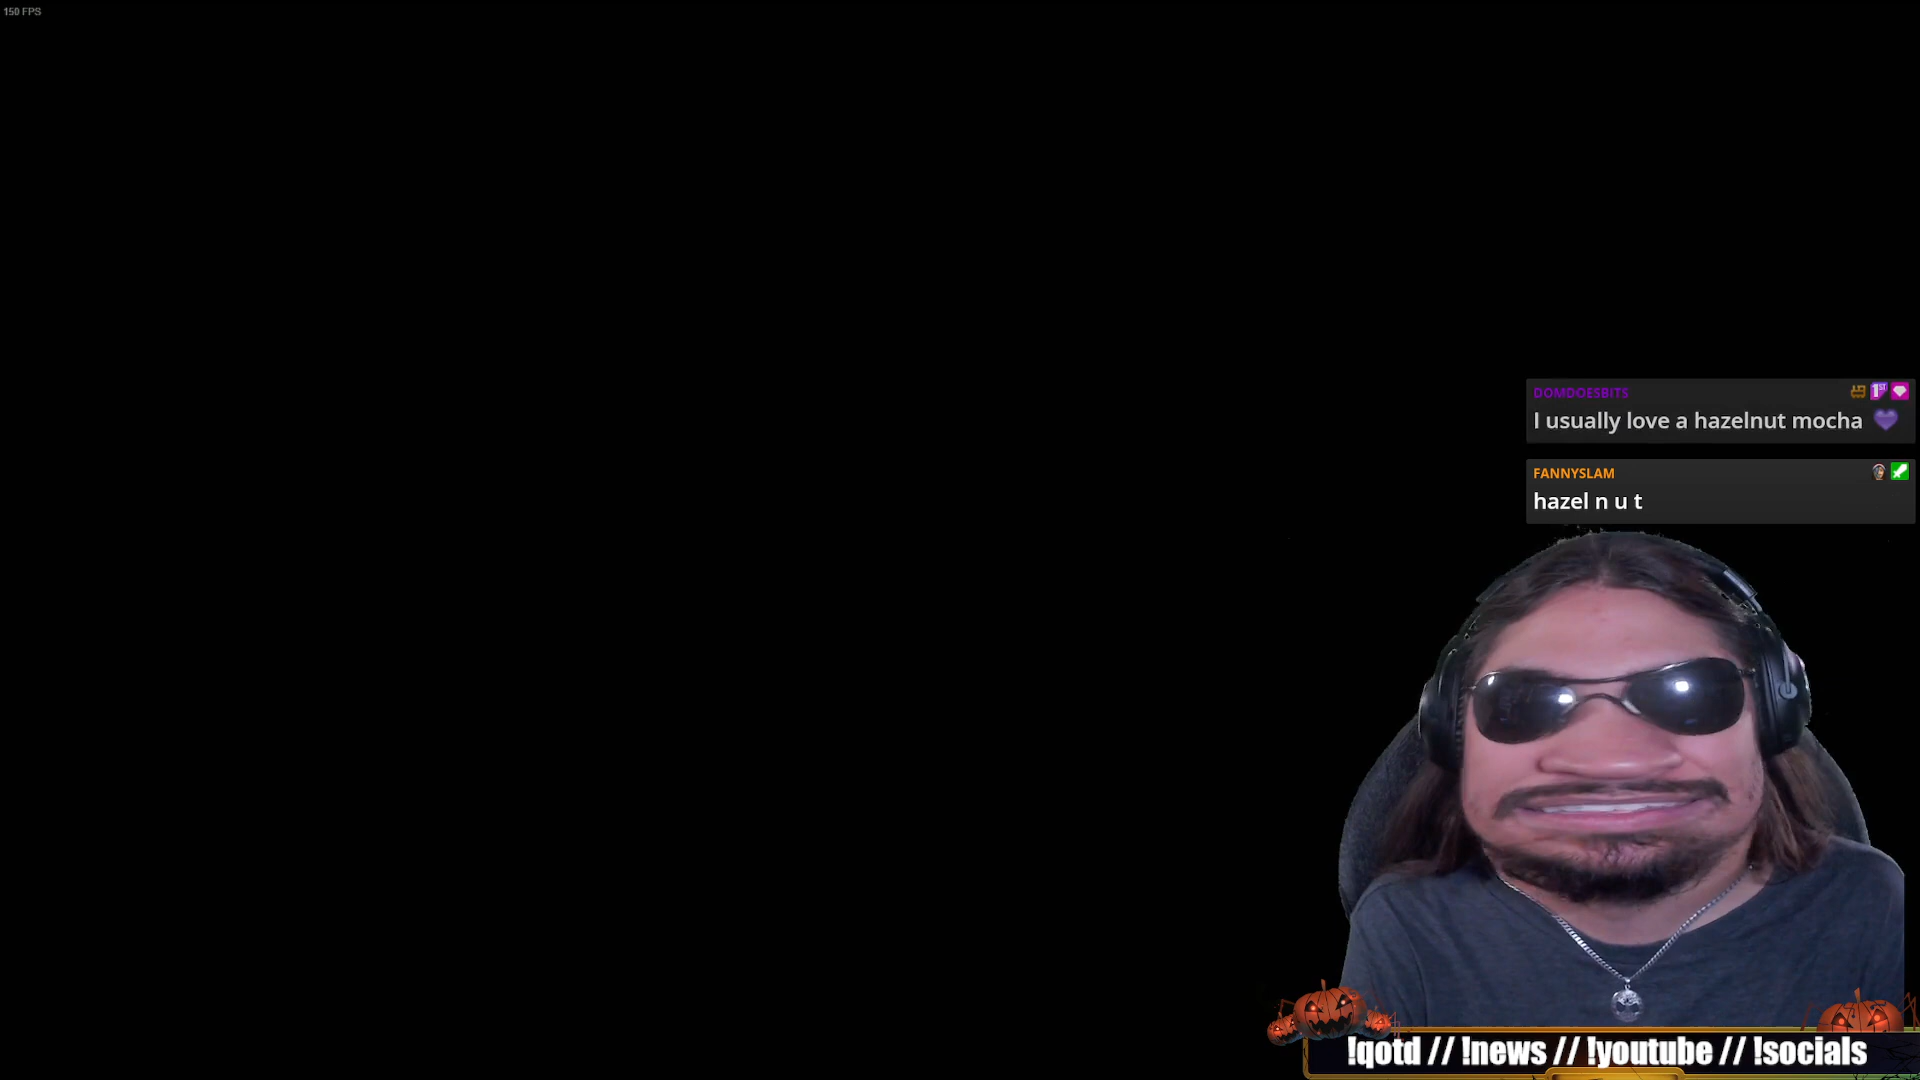 150 FPS
DOMDOESBITS
I usually love a hazelnut mocha 💜
FANNYSLAM
hazel n u t
!qotd // !news // !youtube // !socials